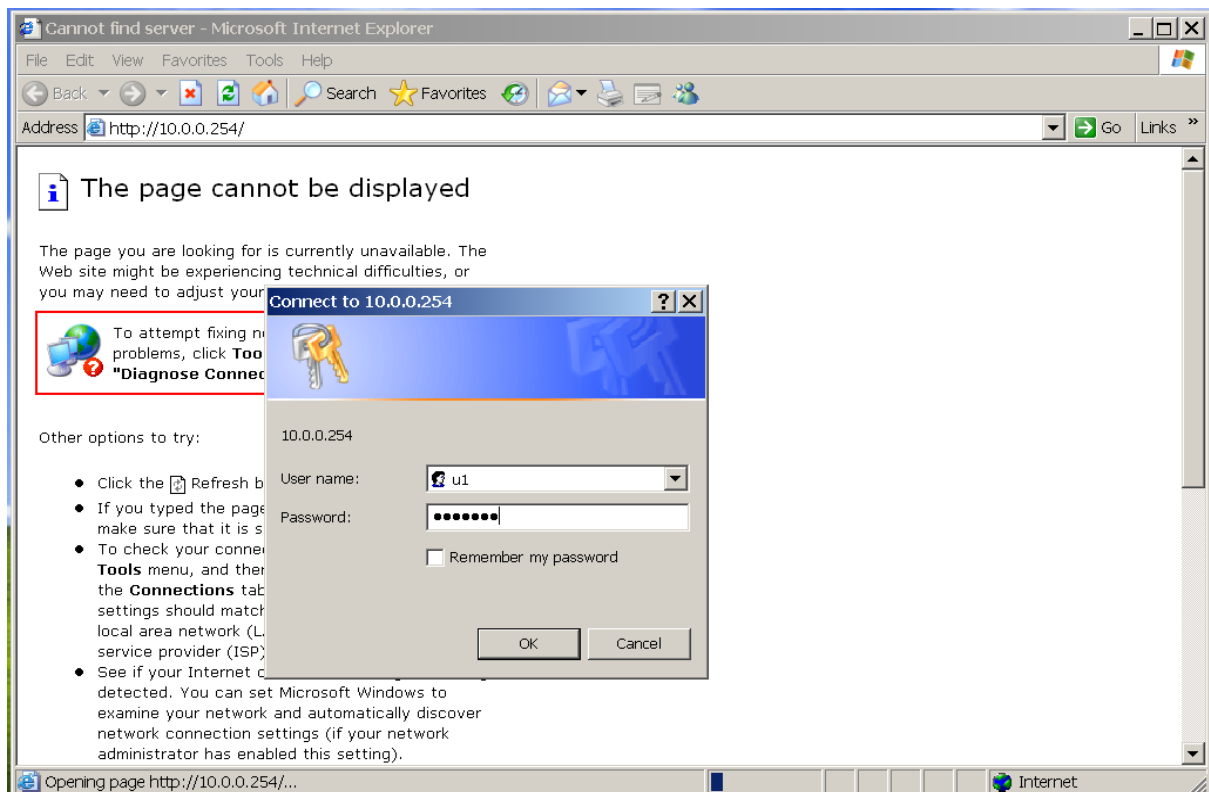 Cannot find server - Microsoft Internet Explorer
File Edit View Favorites Tools Help
Back Search Favorites
Address http://10.0.0.254/ Go Links »
The page cannot be displayed
The page you are looking for is currently unavailable. The
Web site might be experiencing technical difficulties, or
you may need to adjust your
To attempt fixing
problems, click
"Diagnose
Other options to try:
Click the Refresh
If you typed the page
make sure that it is
To check your
Tools menu, and
the Connections
settings should
local area network
service provider (ISP)
See if your Internet
detected. You can set Microsoft Windows to
examine your network and automatically discover
network connection settings (if your network
administrator has enabled this setting).
Connect to 10.0.0.254
10.0.0.254
User name: u1
Password: •••••••
Remember my password
OK Cancel
Opening page http://10.0.0.254/... Internet